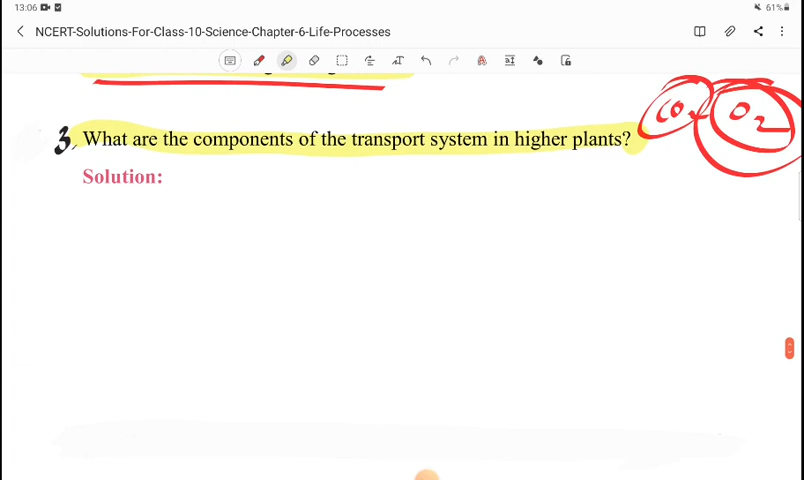 13:06
61%
NCERT-Solutions-For-Class-10-Science-Chapter-6-Life-Processes
CO2 O2
3, What are the components of the transport system in higher plants?
Solution: